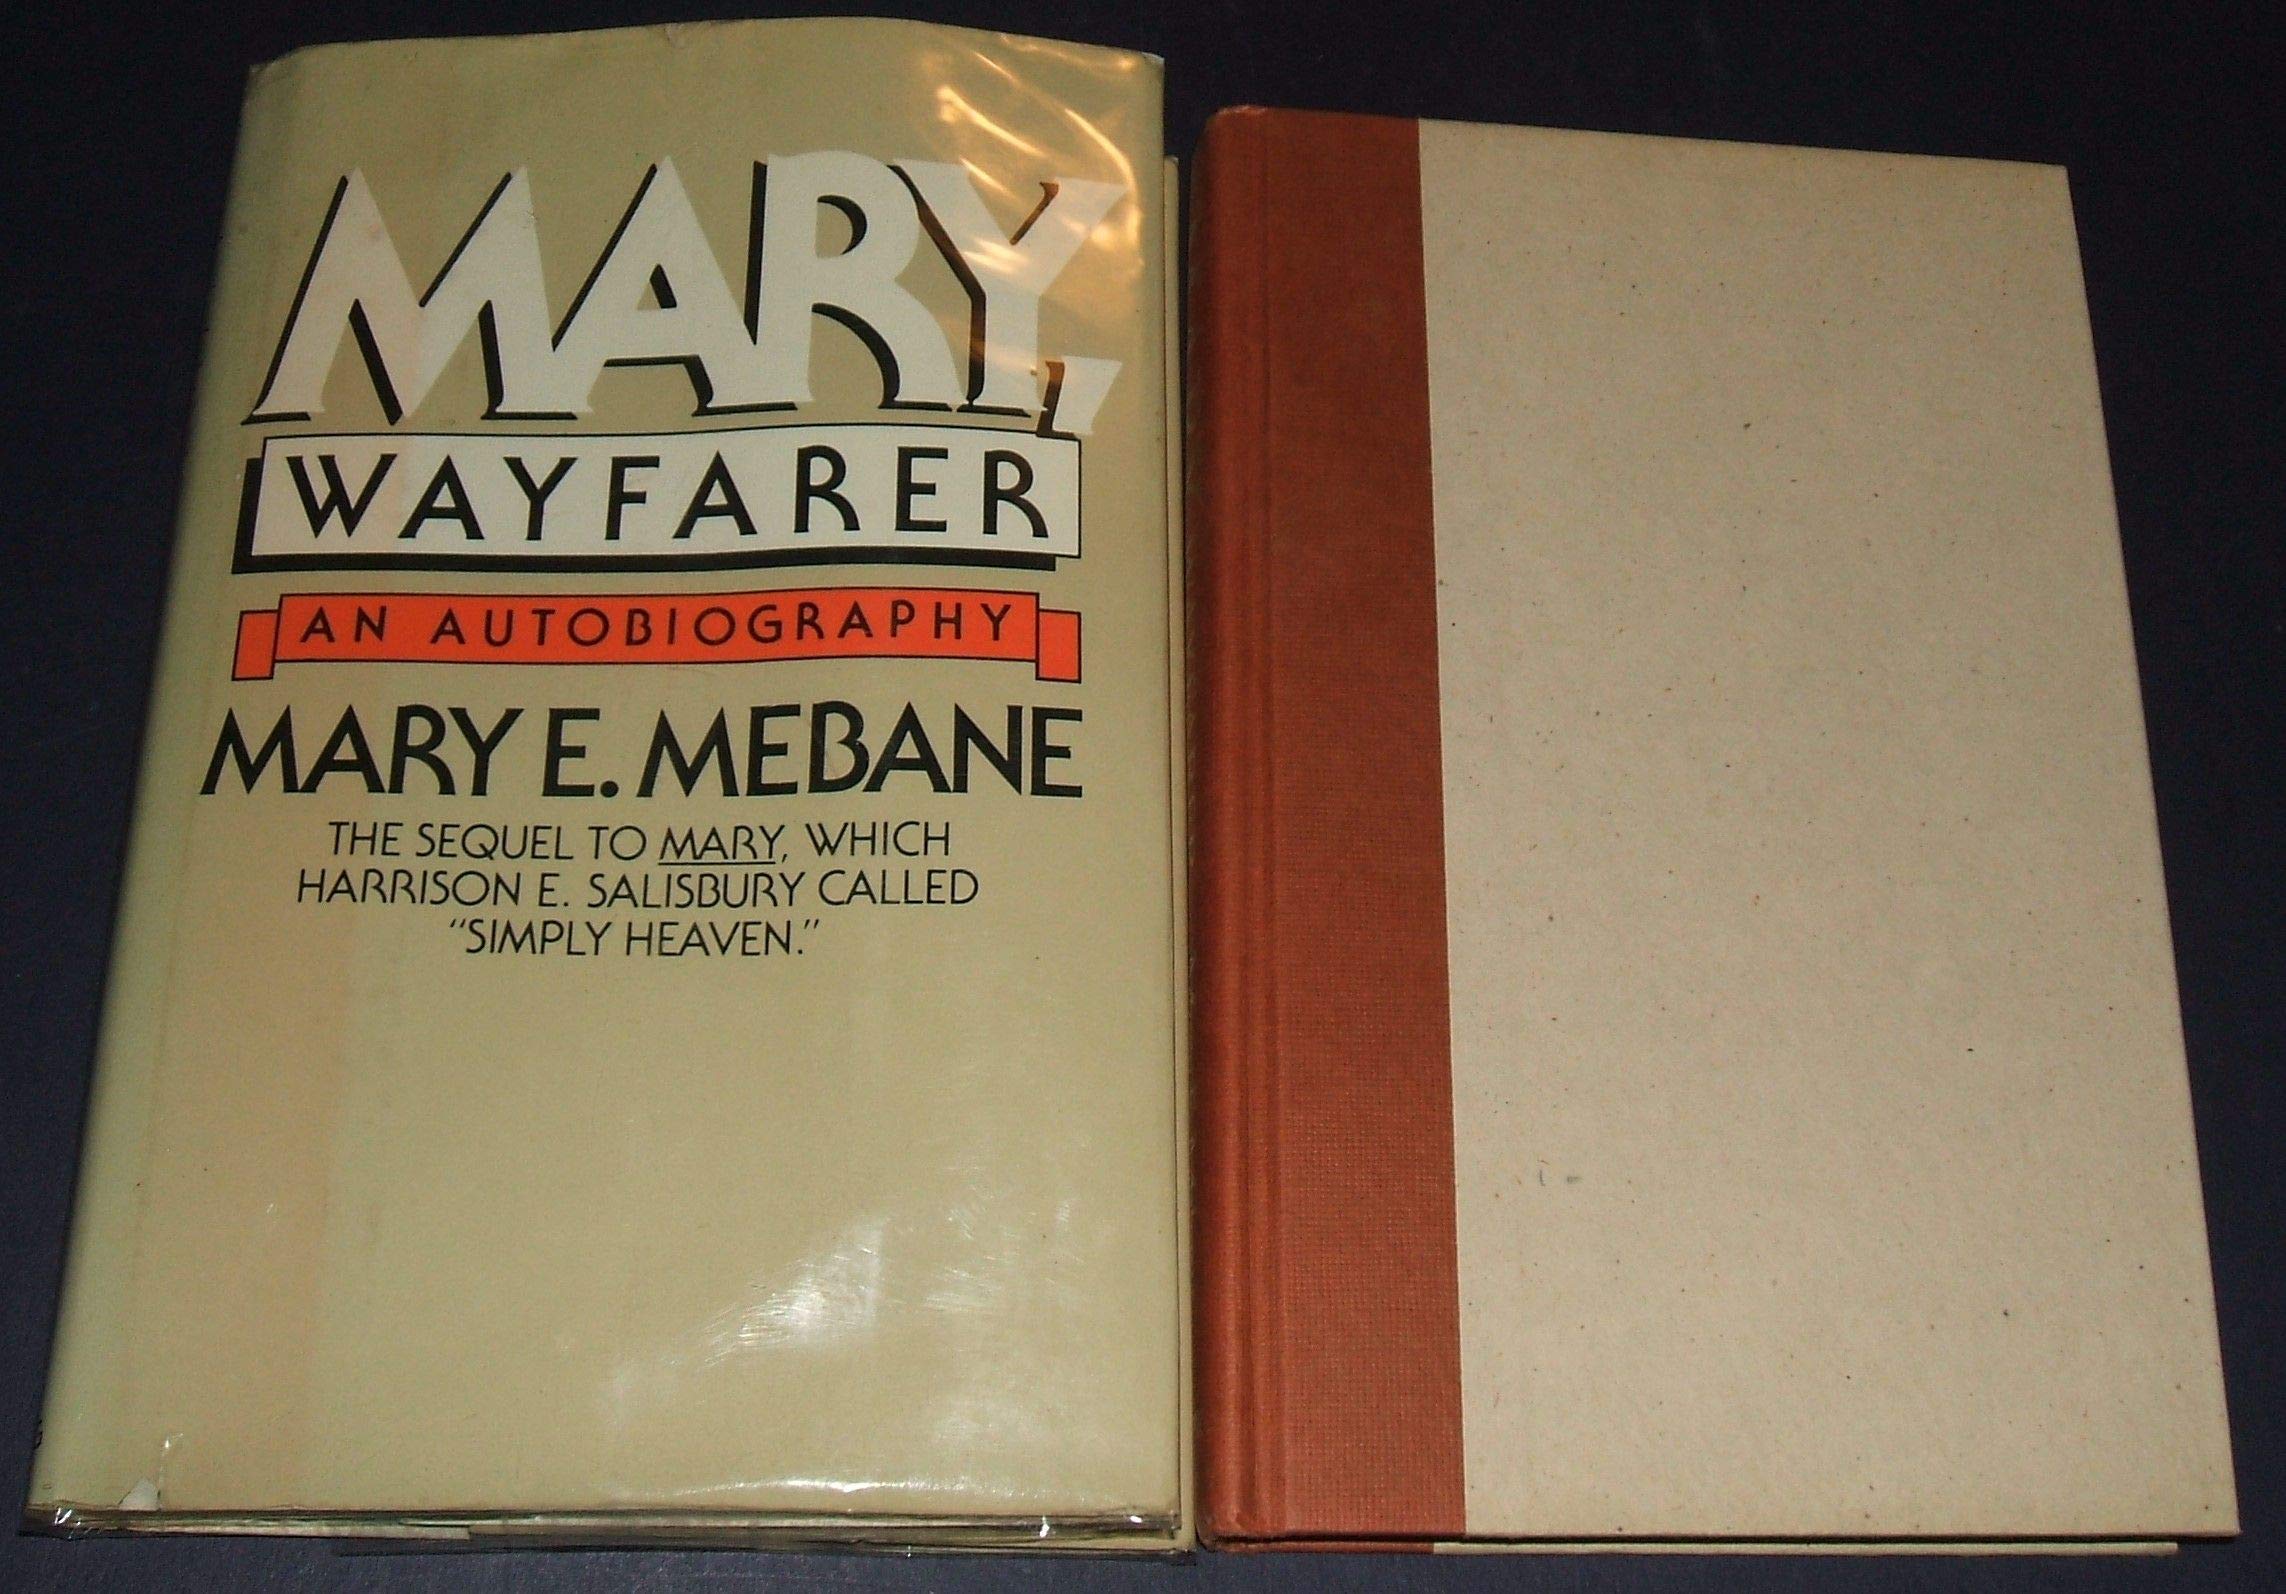 MARY,
WAYFARER
AN AUTOBIOGRAPHY
MARY E. MEBANE
THE SEQUEL TO MARY, WHICH
HARRISON E. SALISBURY CALLED
“SIMPLY HEAVEN.”